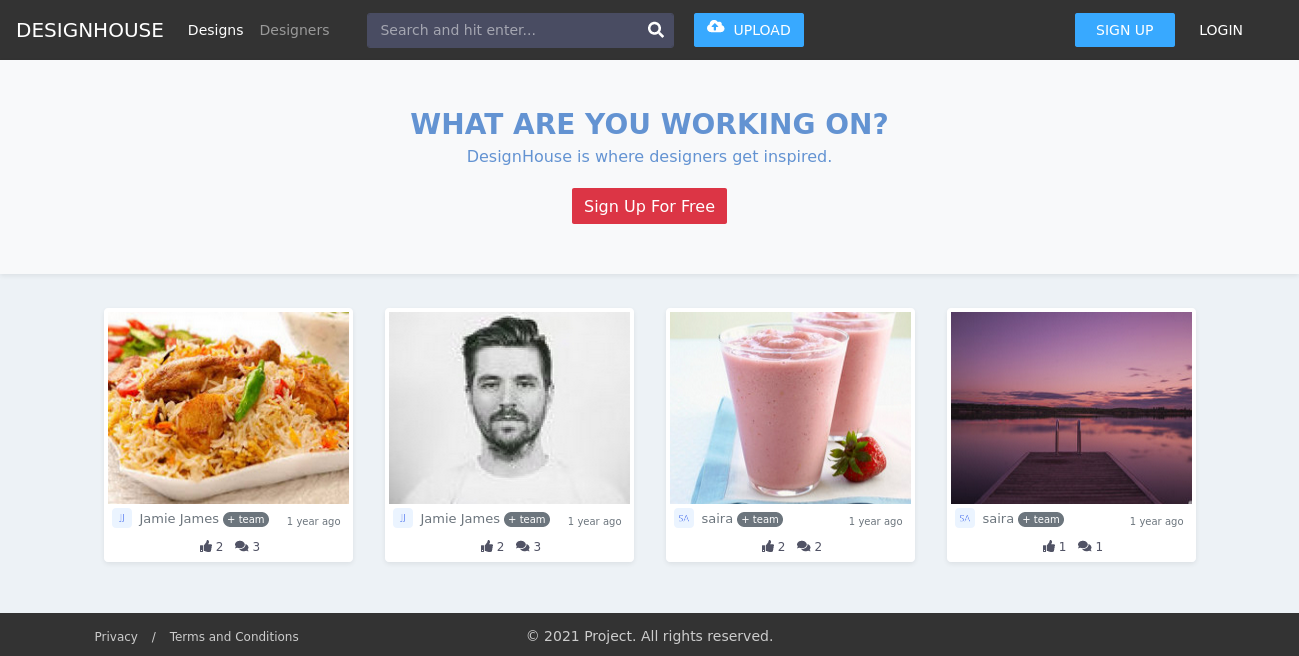 DESIGNHOUSE Designs Designers Search and hit enter... UPLOAD SIGN UP LOGIN
WHAT ARE YOU WORKING ON?
DesignHouse is where designers get inspired.
Sign Up For Free
JJ Jamie James + team 1 year ago
2 3
JJ Jamie James + team 1 year ago
2 3
SA saira + team 1 year ago
2 2
SA saira + team 1 year ago
1 1
Privacy / Terms and Conditions © 2021 Project. All rights reserved.